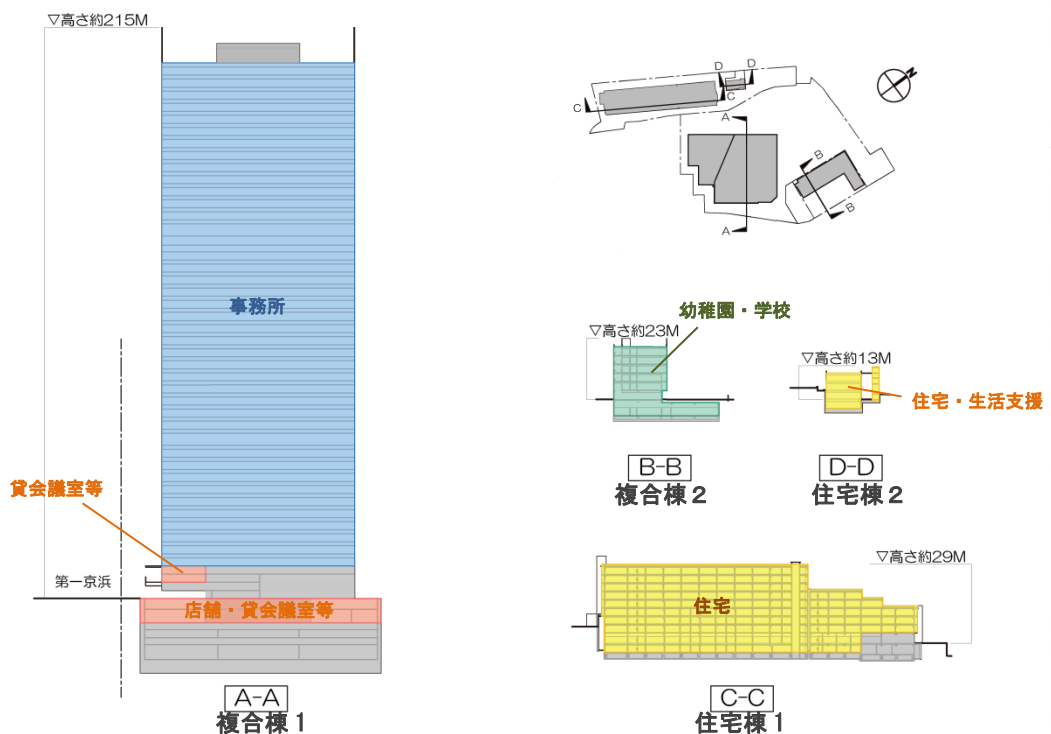 ▽高さ約215M
事務所
貸会議室等
第一京浜
店舗・貸会議室等
A-A
複合棟1
N
D
D
C
C
A
A
B
B
幼稚園・学校
▽高さ約23M
B-B
複合棟2
▽高さ約13M
住宅・生活支援
D-D
住宅棟2
▽高さ約29M
住宅
C-C
住宅棟1